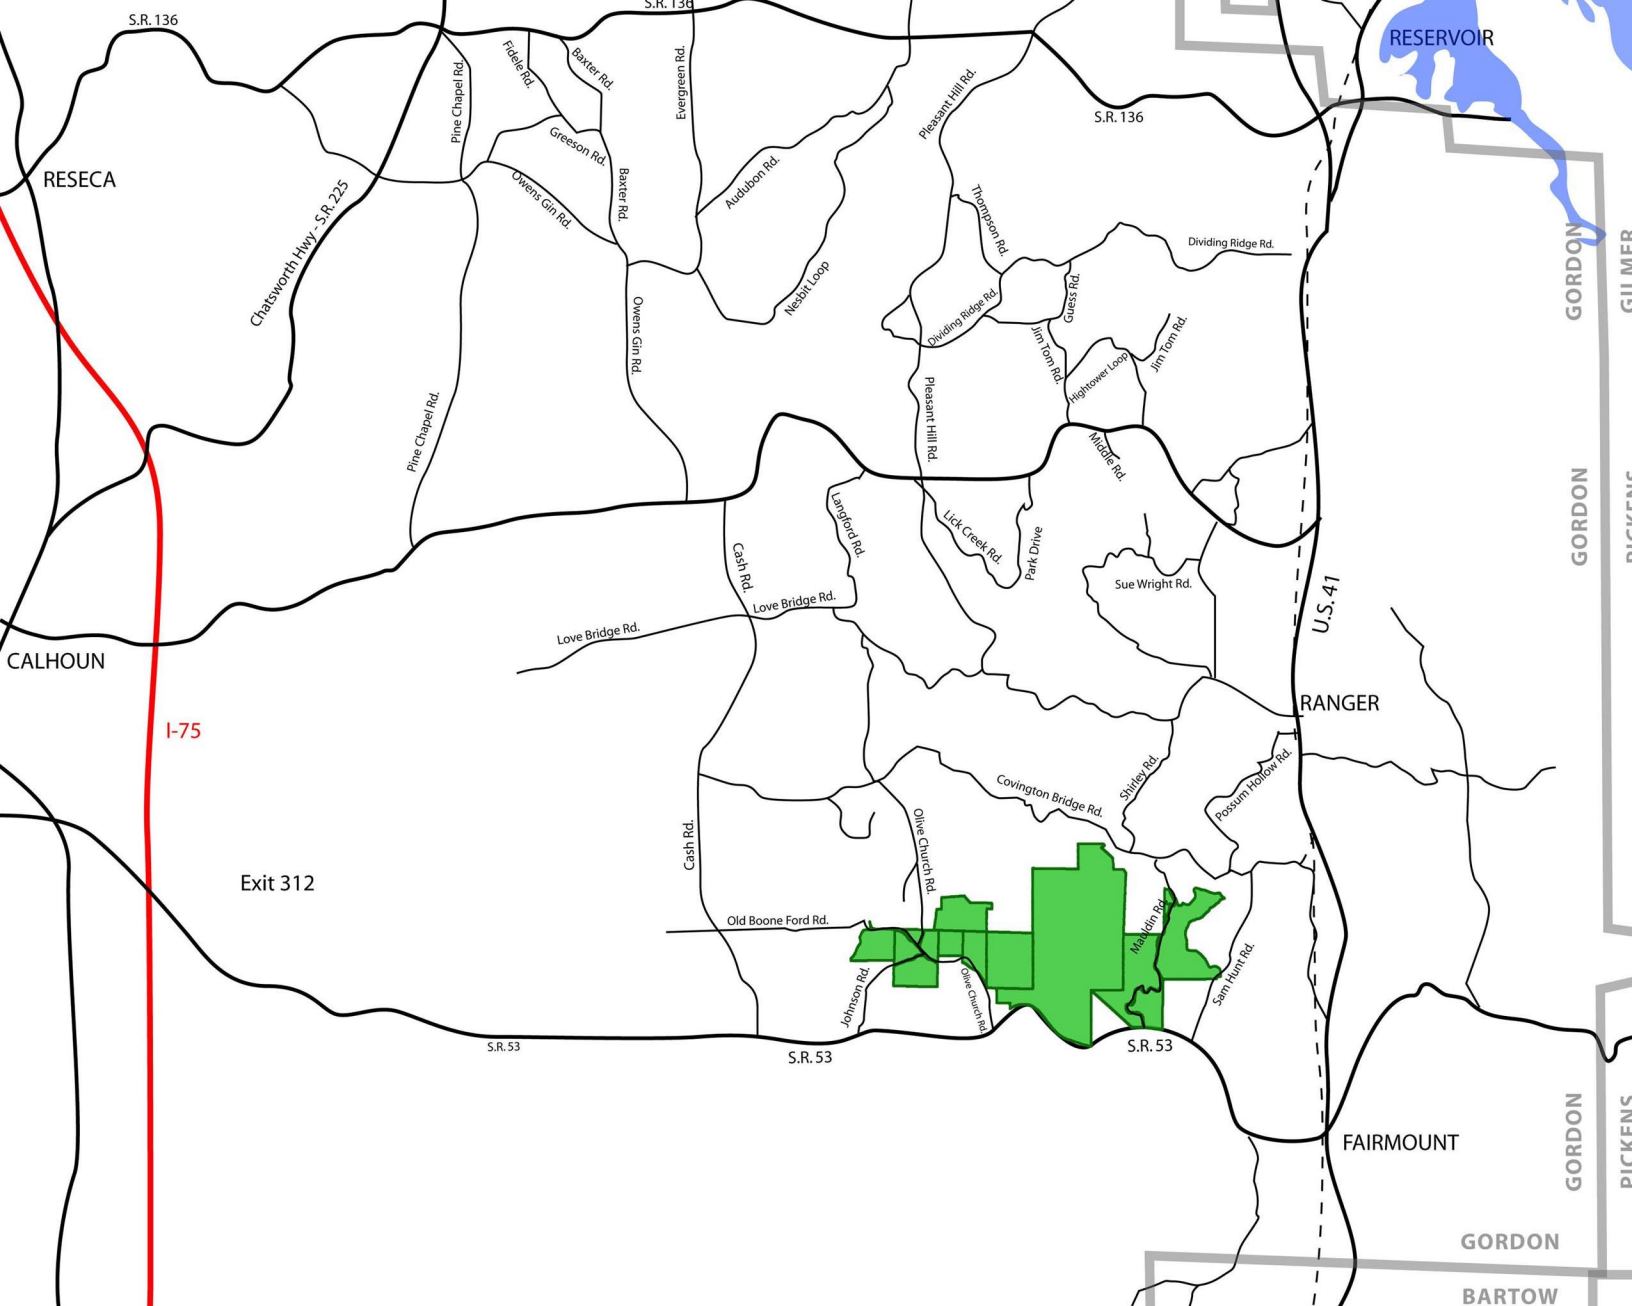 S.R. 136
S.R. 136
RESERVOIR
Fidele Rd.
Baxter Rd.
Pine Chapel Rd.
Evergreen Rd.
Pleasant Hill Rd.
S.R. 136
Greeson Rd.
RESECA
Owens Gin Rd.
Baxter Rd.
Audubon Rd.
Chatsworth Hwy - S.R. 225
Thompson Rd.
Dividing Ridge Rd.
GORDON
GILMER
Nesbit Loop
Guess Rd.
Dividing Ridge Rd.
Owens Gin Rd.
Jim Tom Rd.
Jim Tom Rd.
Hightower Loop
Pine Chapel Rd.
Pleasant Hill Rd.
Middle Rd.
GORDON
PICKENS
Langford Rd.
Lick Creek Rd.
Park Drive
Cash Rd.
Sue Wright Rd.
Love Bridge Rd.
U.S. 41
Love Bridge Rd.
CALHOUN
RANGER
I-75
Shirley Rd.
Possum Hollow Rd.
Covington Bridge Rd.
Cash Rd.
Olive Church Rd.
Exit 312
Old Boone Ford Rd.
Mauldin Rd.
Sam Hunt Rd.
Johnson Rd.
Olive Church Rd.
S.R. 53
S.R. 53
S.R. 53
GORDON
PICKENS
FAIRMOUNT
GORDON
BARTOW